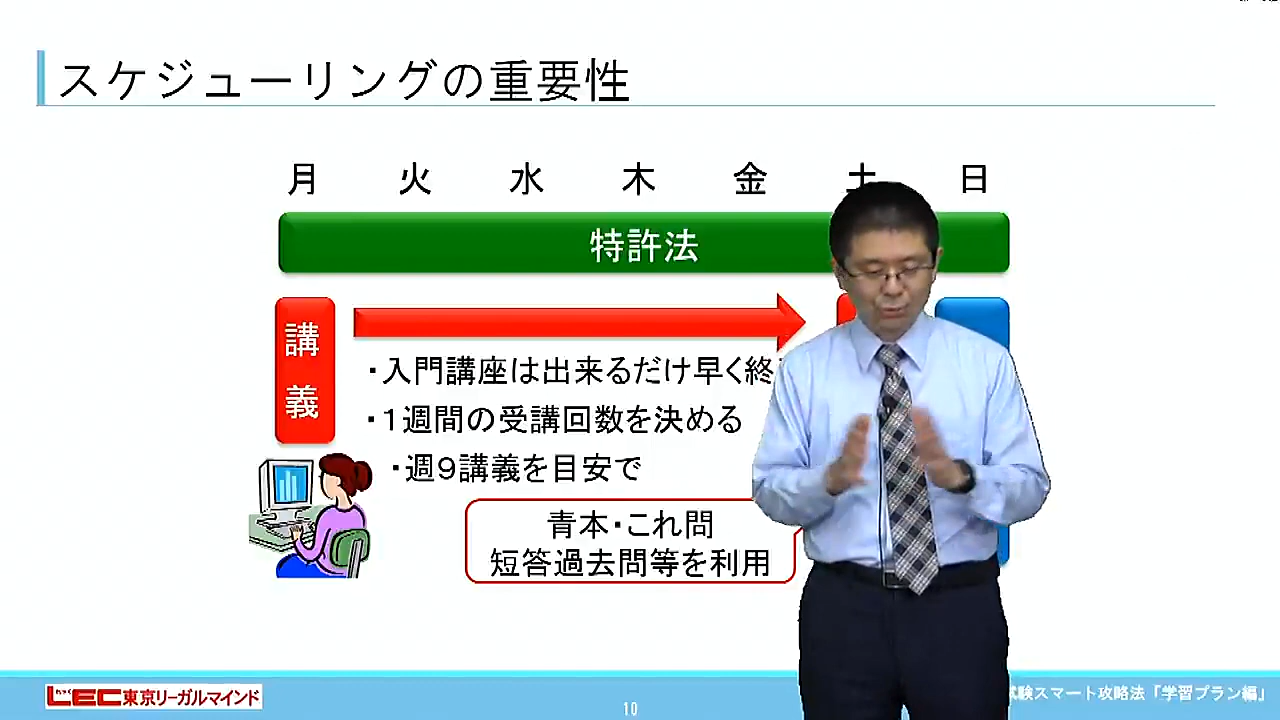 スケジューリングの重要性
月 火 水 木 金 土 日
特許法
講義
・入門講座は出来るだけ早く終
・1週間の受講回数を決める
・週9講義を目安で
青本・これ問
短答過去問等を利用
LEC東京リーガルマインド
10
試験スマート攻略法「学習プラン編」